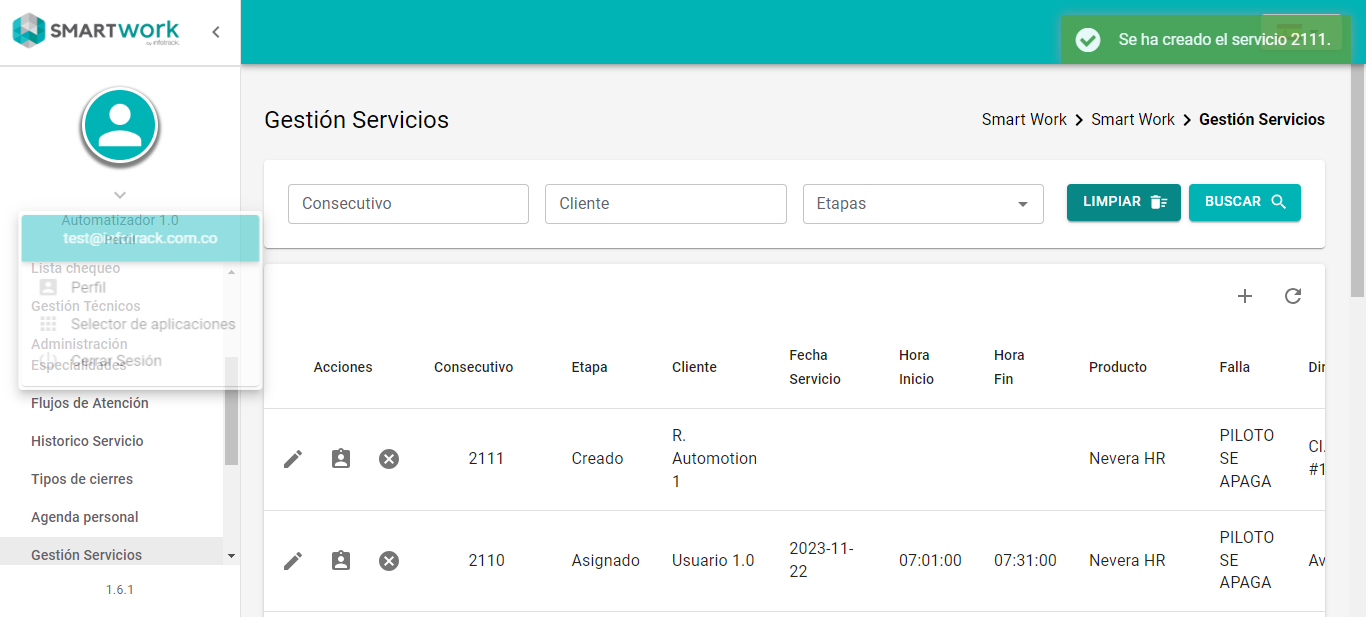 SMARTWORK
by infotrack.
Se ha creado el servicio 2111.
Gestión Servicios
Smart Work > Smart Work > Gestión Servicios
Consecutivo
Cliente
Etapas
LIMPIAR
BUSCAR
Automatizador 1.0
test@infotrack.com.co
Perfil
Lista chequeo
Perfil
Gestión Técnicos
Selector de aplicaciones
Administración
Especialidades
Cerrar Sesión
Flujos de Atención
Historico Servicio
Tipos de cierres
Agenda personal
Gestión Servicios
1.6.1
Acciones
Consecutivo
Etapa
Cliente
Fecha
Servicio
Hora
Inicio
Hora
Fin
Producto
Falla
Dir
2111
Creado
R.
Automotion
1
Nevera HR
PILOTO
SE
APAGA
Cl.
#1
2110
Asignado
Usuario 1.0
2023-11-
22
07:01:00
07:31:00
Nevera HR
PILOTO
SE
APAGA
Av